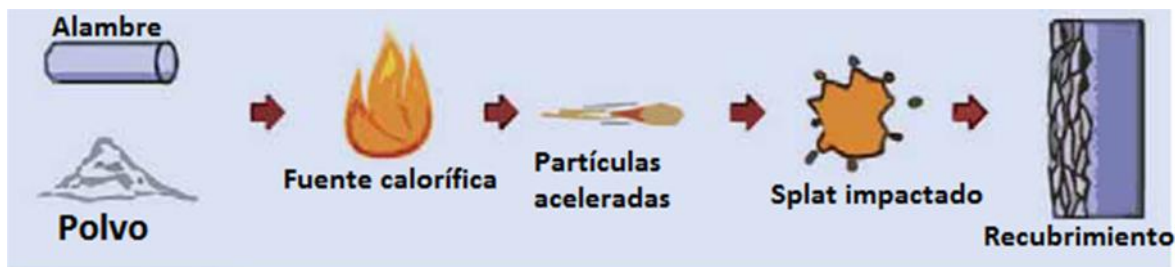 Alambre
Polvo
Fuente calorífica
Partículas
aceleradas
Splat impactado
Recubrimiento